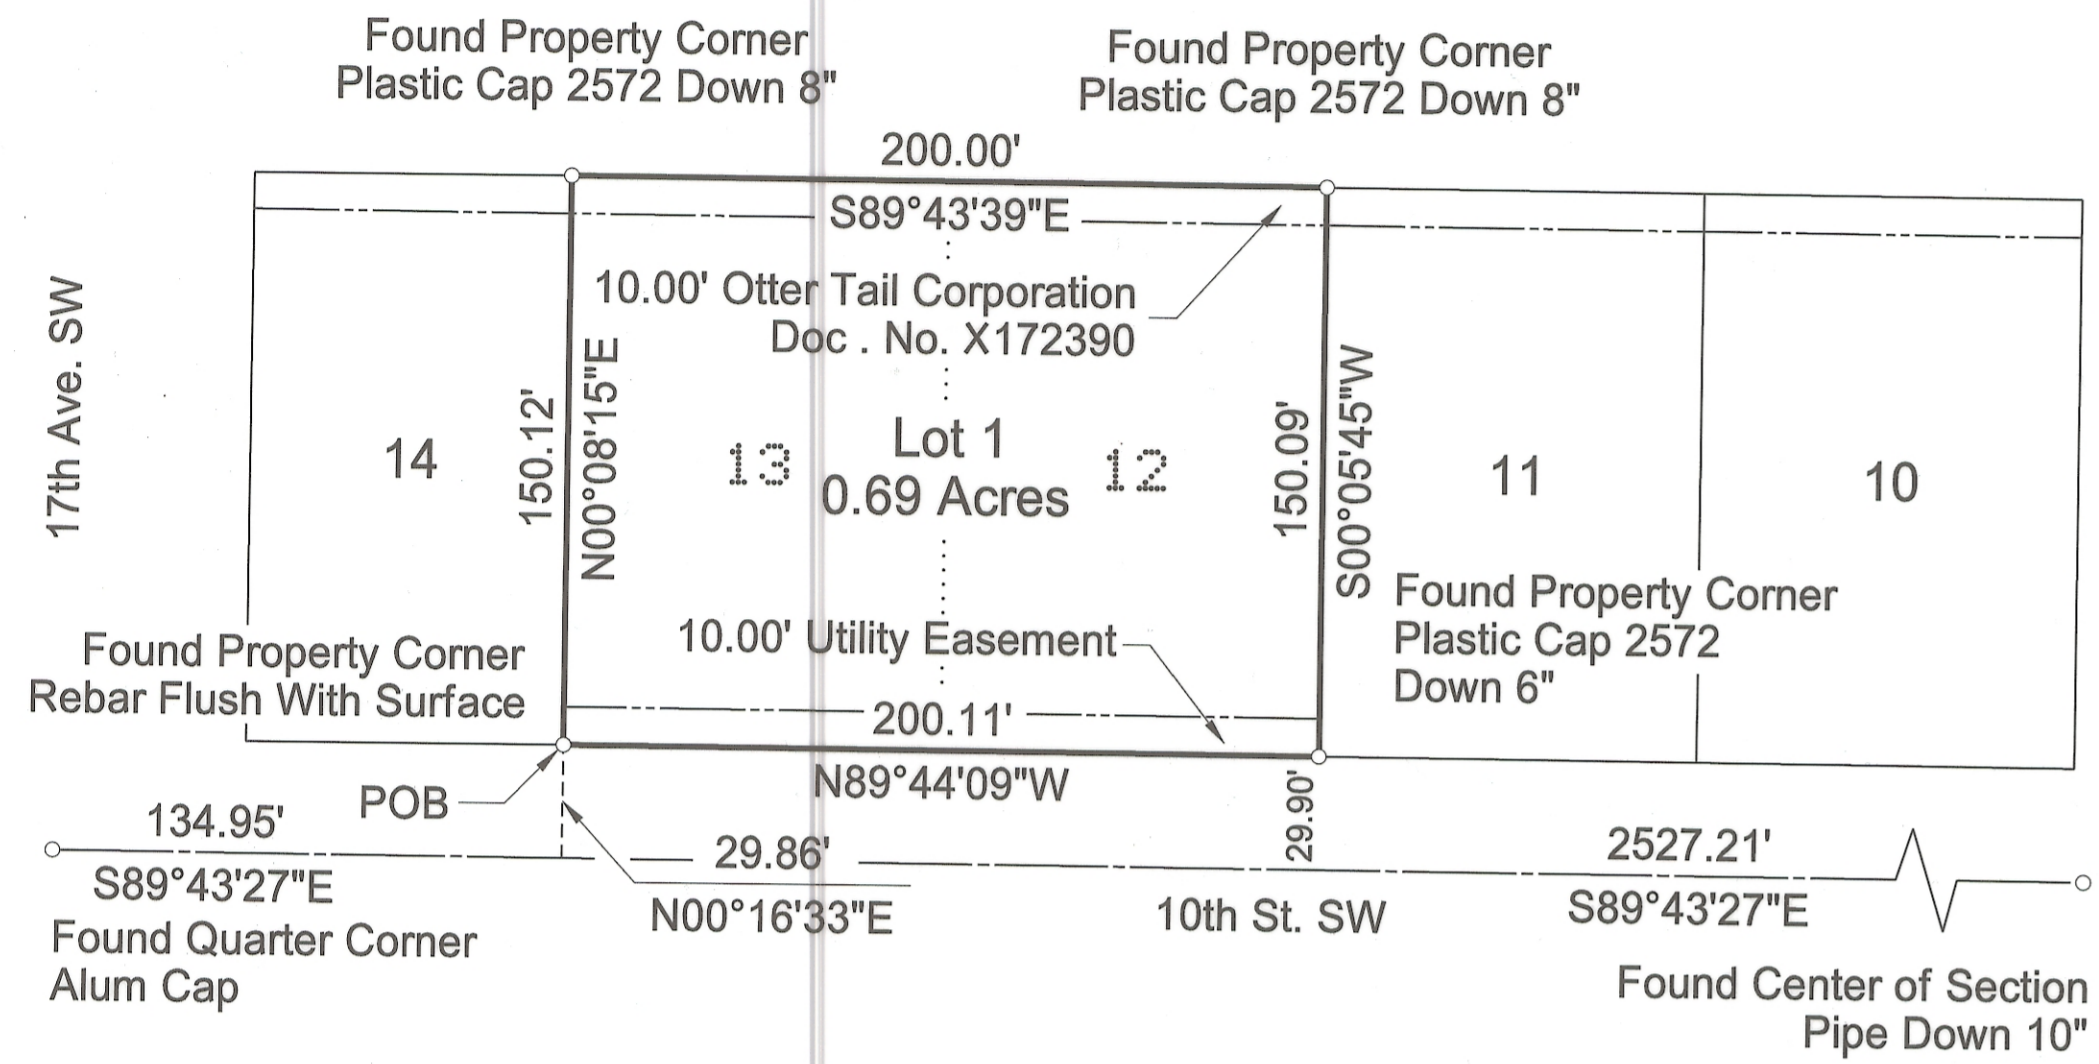 Found Property Corner
Plastic Cap 2572 Down 8"
Found Property Corner
Plastic Cap 2572 Down 8"
200.00'
S89°43'39"E
10.00' Otter Tail Corporation
Doc . No. X172390
17th Ave. SW
14
150.12'
N00°08'15"E
13
Lot 1
0.69 Acres
12
150.09'
S00°05'45"W
11
10
Found Property Corner
Plastic Cap 2572
Down 6"
Found Property Corner
Rebar Flush With Surface
10.00' Utility Easement
200.11'
N89°44'09"W
POB
134.95'
S89°43'27"E
29.86'
N00°16'33"E
29.90'
10th St. SW
2527.21'
S89°43'27"E
Found Quarter Corner
Alum Cap
Found Center of Section
Pipe Down 10"